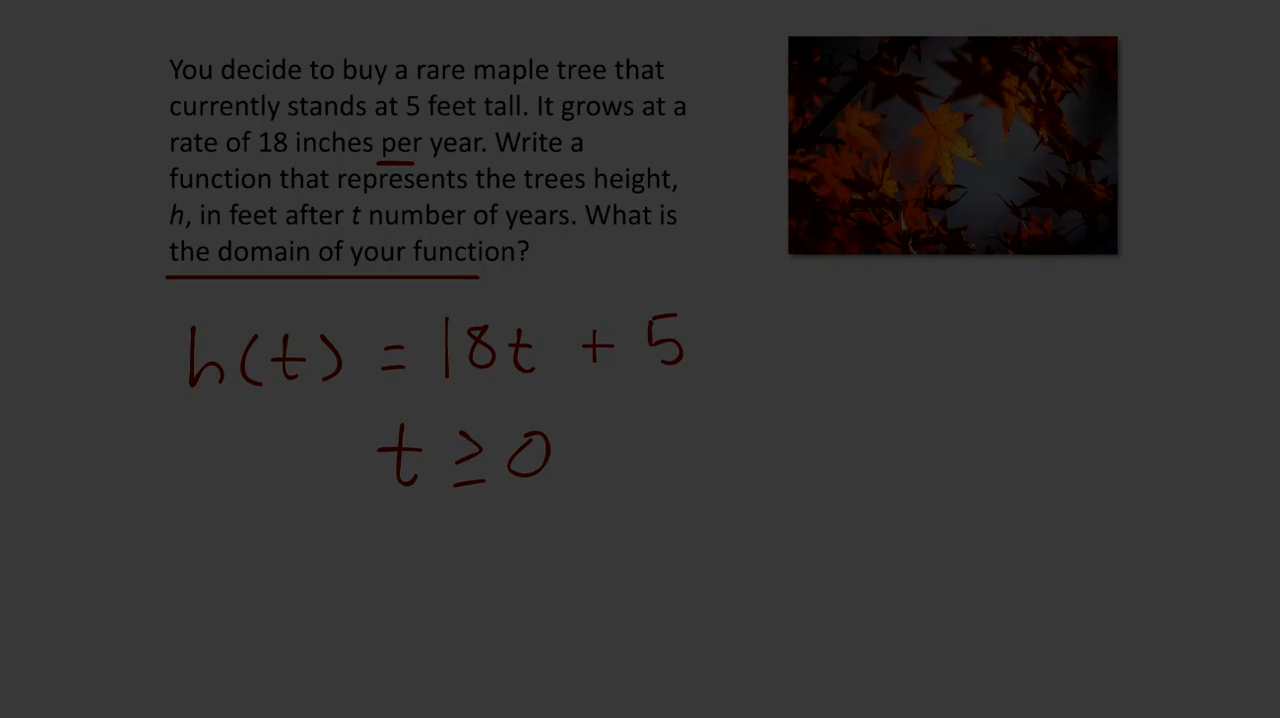 You decide to buy a rare maple tree that
currently stands at 5 feet tall. It grows at a
rate of 18 inches per year. Write a
function that represents the trees height,
h, in feet after t number of years. What is
the domain of your function?
h(t) = 18t + 5
t ≥ 0